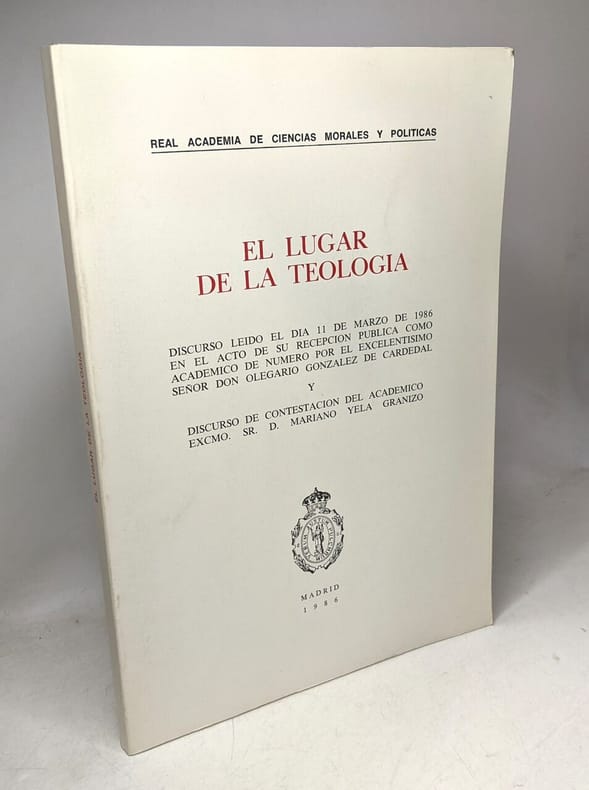 REAL ACADEMIA DE CIENCIAS MORALES Y POLITICAS
EL LUGAR
DE LA TEOLOGIA
DISCURSO LEIDO EL DIA 11 DE MARZO DE 1986
EN EL ACTO DE SU RECEPCION PUBLICA COMO
ACADEMICO DE NUMERO POR EL EXCELENTISIMO
SEÑOR DON OLEGARIO GONZALEZ DE CARDEDAL
Y
DISCURSO DE CONTESTACION DEL ACADEMICO
EXCMO. SR. D. MARIANO YELA GRANIZO
MADRID
1986
EL LUGAR DE LA TEOLOGIA